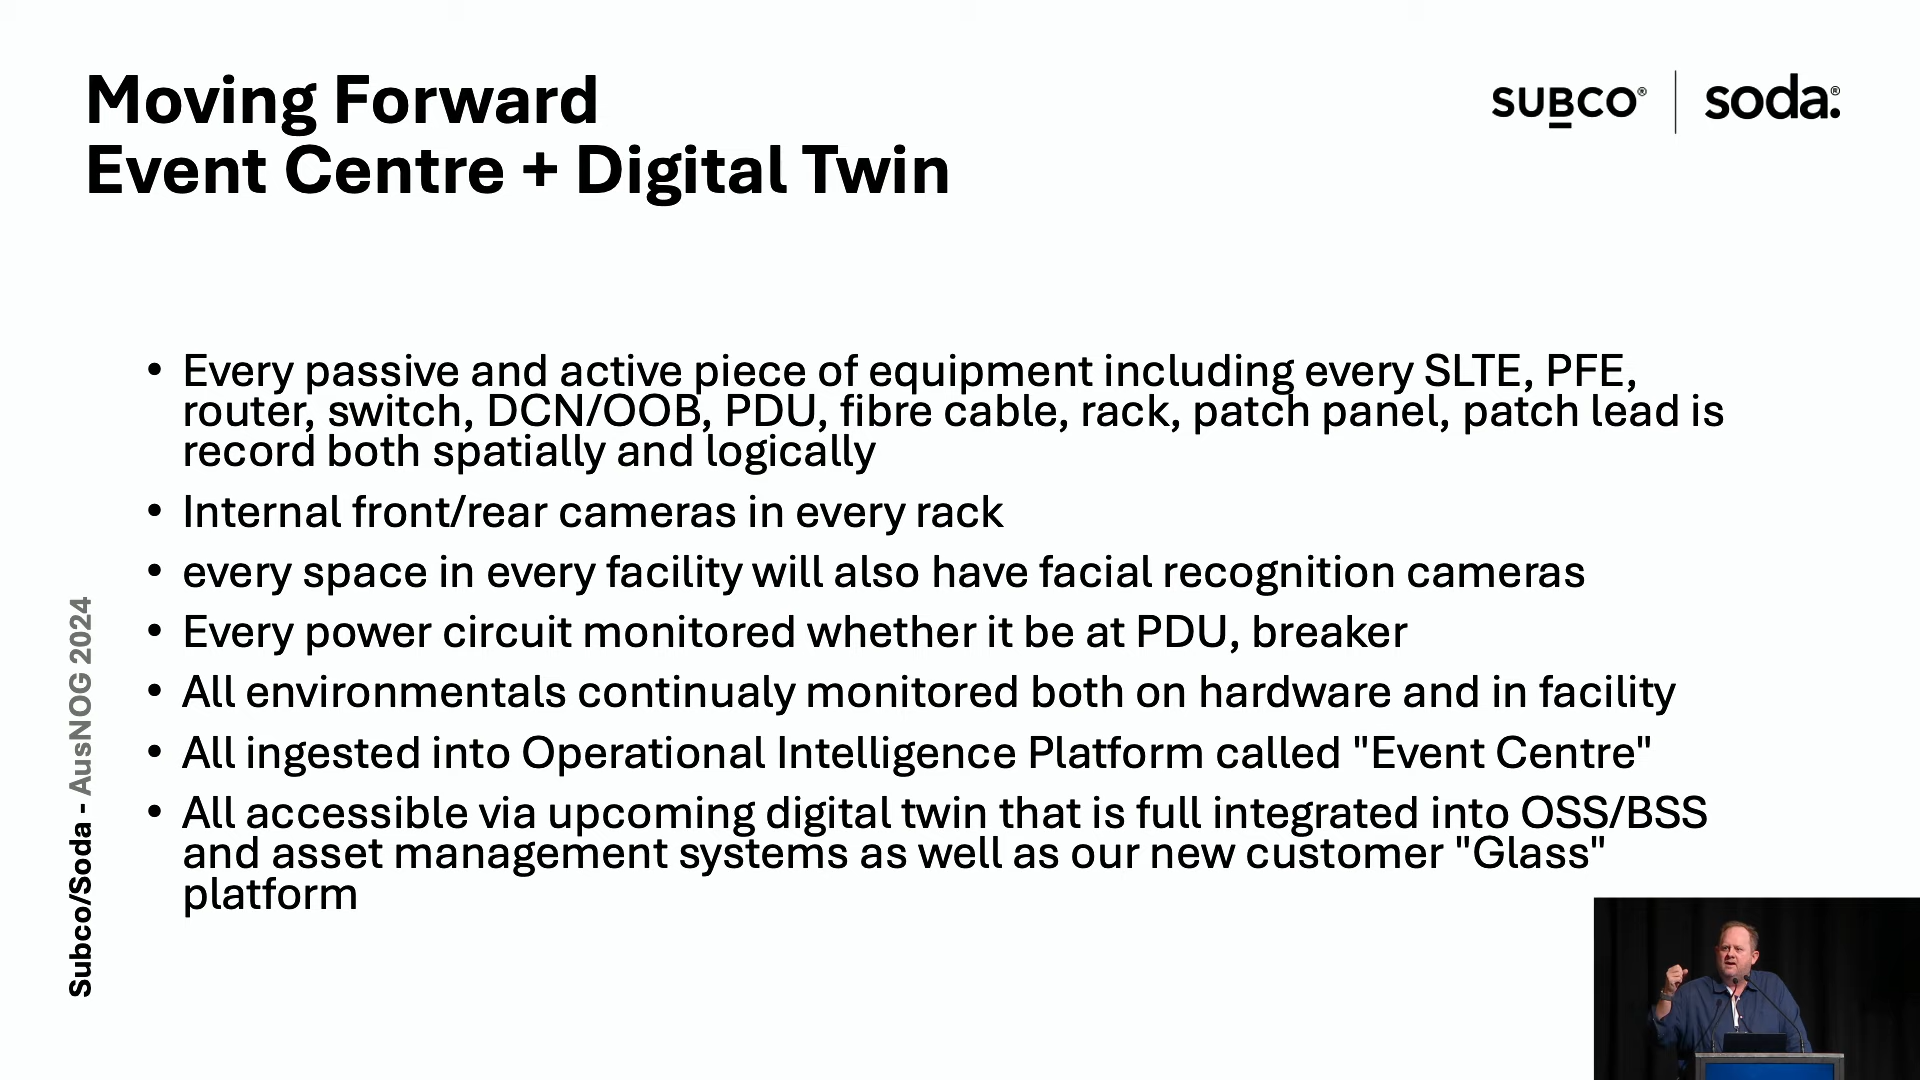 Moving Forward
Event Centre + Digital Twin
SUBCO®
soda.®
• Every passive and active piece of equipment including every SLTE, PFE,
router, switch, DCN/OOB, PDU, fibre cable, rack, patch panel, patch lead is
record both spatially and logically
• Internal front/rear cameras in every rack
• every space in every facility will also have facial recognition cameras
• Every power circuit monitored whether it be at PDU, breaker
• All environmentals continualy monitored both on hardware and in facility
• All ingested into Operational Intelligence Platform called "Event Centre"
• All accessible via upcoming digital twin that is full integrated into OSS/BSS
and asset management systems as well as our new customer "Glass"
platform
Subco/Soda - AusNOG 2024